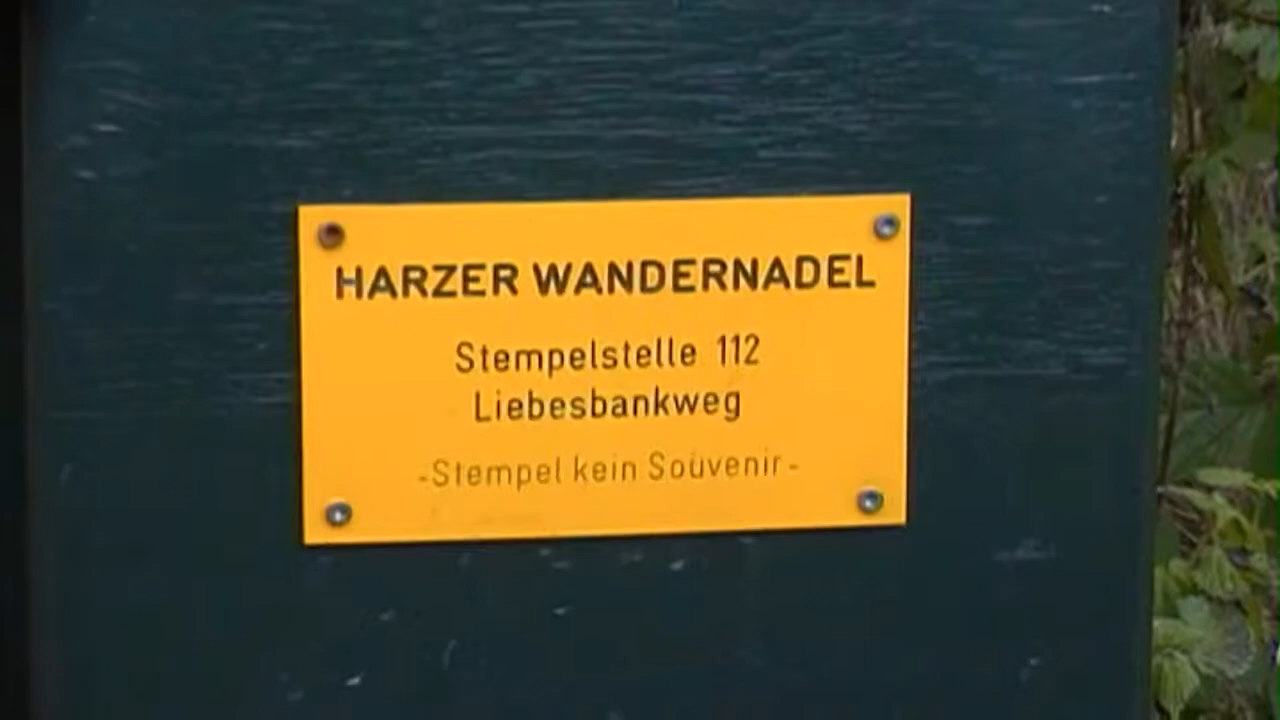 HARZER WANDERNADEL
Stempelstelle 112
Liebesbankweg
-Stempel kein Souvenir-